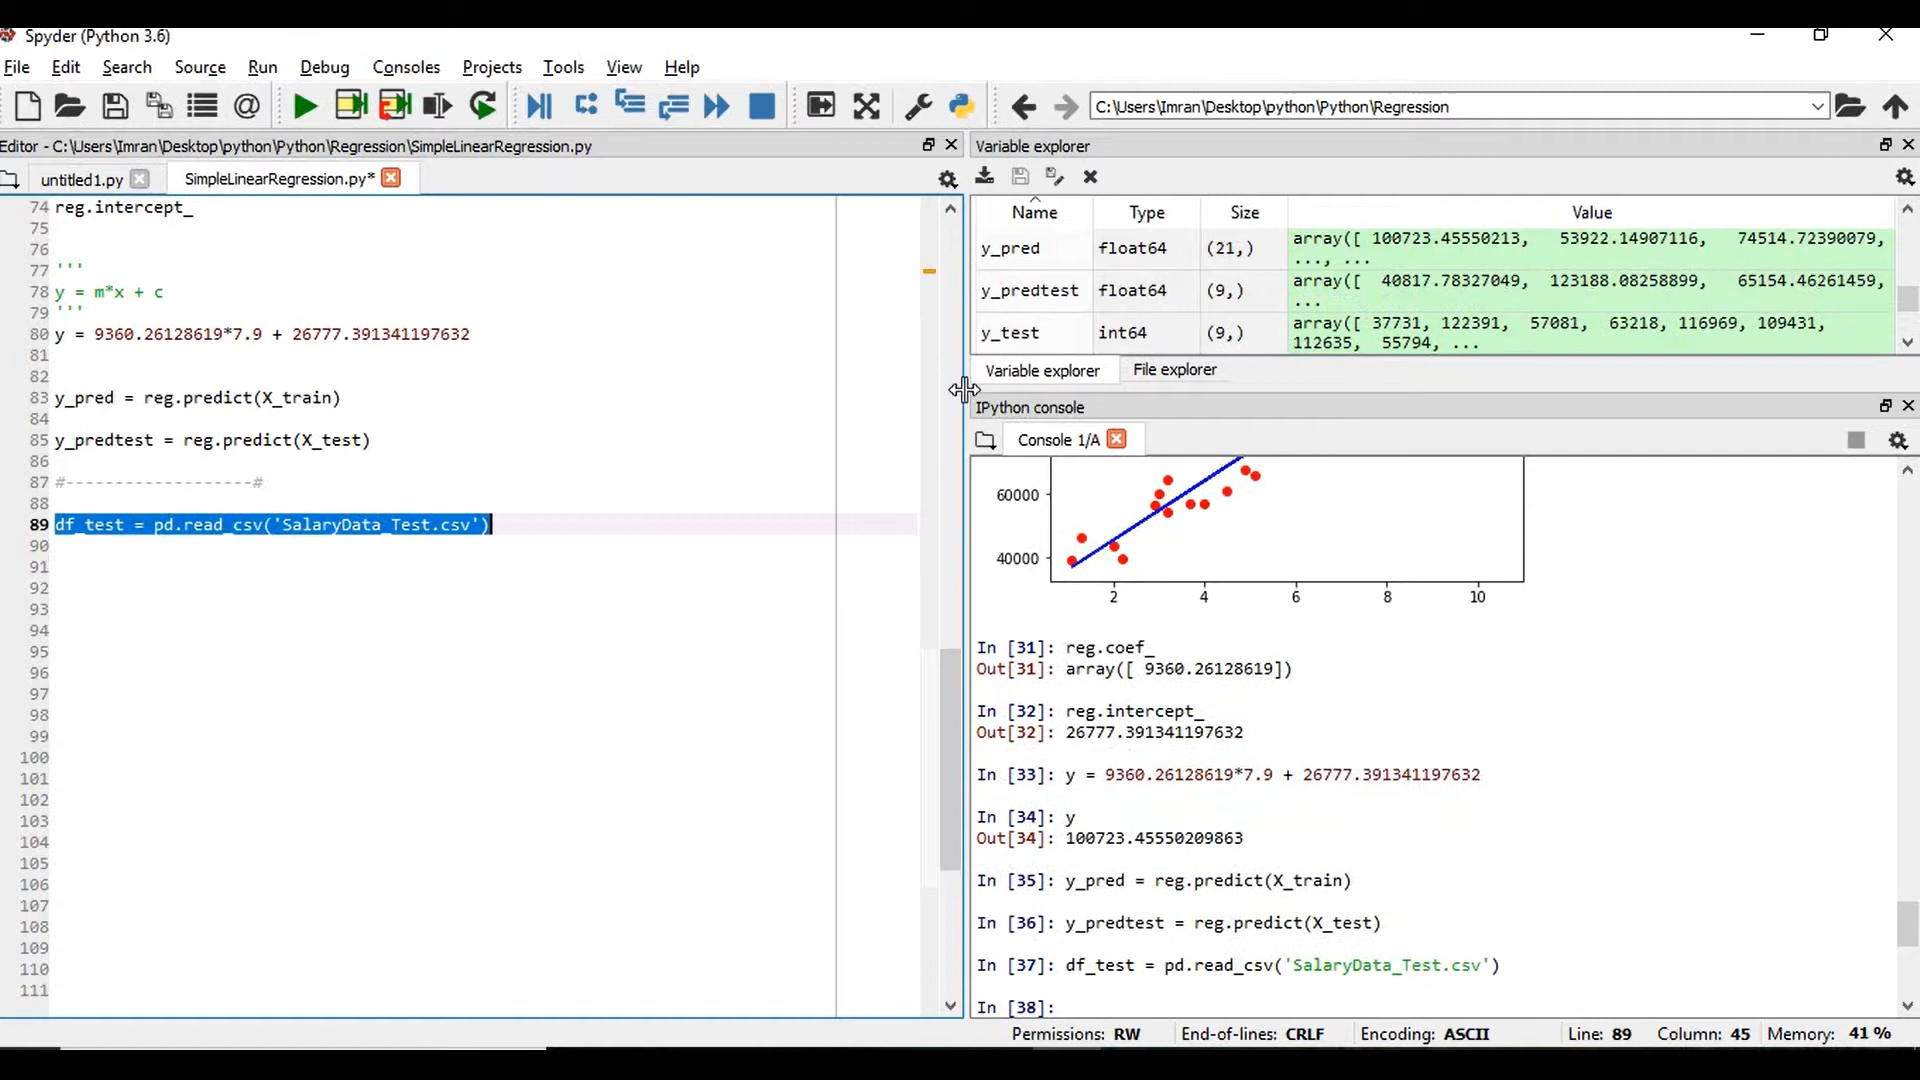 Spyder (Python 3.6)
File Edit Search Source Run Debug Consoles Projects Tools View Help
C:\Users\Imran\Desktop\python\Python\Regression
Editor - C:\Users\Imran\Desktop\python\Python\Regression\SimpleLinearRegression.py
untitled1.py SimpleLinearRegression.py*
74 reg.intercept_
75
76
77 '''
78 y = m*x + c
79 '''
80 y = 9360.26128619*7.9 + 26777.391341197632
81
82
83 y_pred = reg.predict(X_train)
84
85 y_predtest = reg.predict(X_test)
86
87 #-------------------#
88
89 df_test = pd.read_csv('SalaryData_Test.csv')
90
91
92
93
94
95
96
97
98
99
100
101
102
103
104
105
106
107
108
109
110
111
Variable explorer
Name Type Size Value
y_pred float64 (21,) array([ 100723.45550213, 53922.14907116, 74514.72390079,
..., ...
y_predtest float64 (9,) array([ 40817.78327049, 123188.08258899, 65154.46261459,
...
y_test int64 (9,) array([ 37731, 122391, 57081, 63218, 116969, 109431,
112635, 55794, ...
Variable explorer File explorer
IPython console
Console 1/A
60000
40000
2 4 6 8 10
In [31]: reg.coef_
Out[31]: array([ 9360.26128619])
In [32]: reg.intercept_
Out[32]: 26777.391341197632
In [33]: y = 9360.26128619*7.9 + 26777.391341197632
In [34]: y
Out[34]: 100723.45550209863
In [35]: y_pred = reg.predict(X_train)
In [36]: y_predtest = reg.predict(X_test)
In [37]: df_test = pd.read_csv('SalaryData_Test.csv')
In [38]:
Permissions: RW End-of-lines: CRLF Encoding: ASCII Line: 89 Column: 45 Memory: 41 %